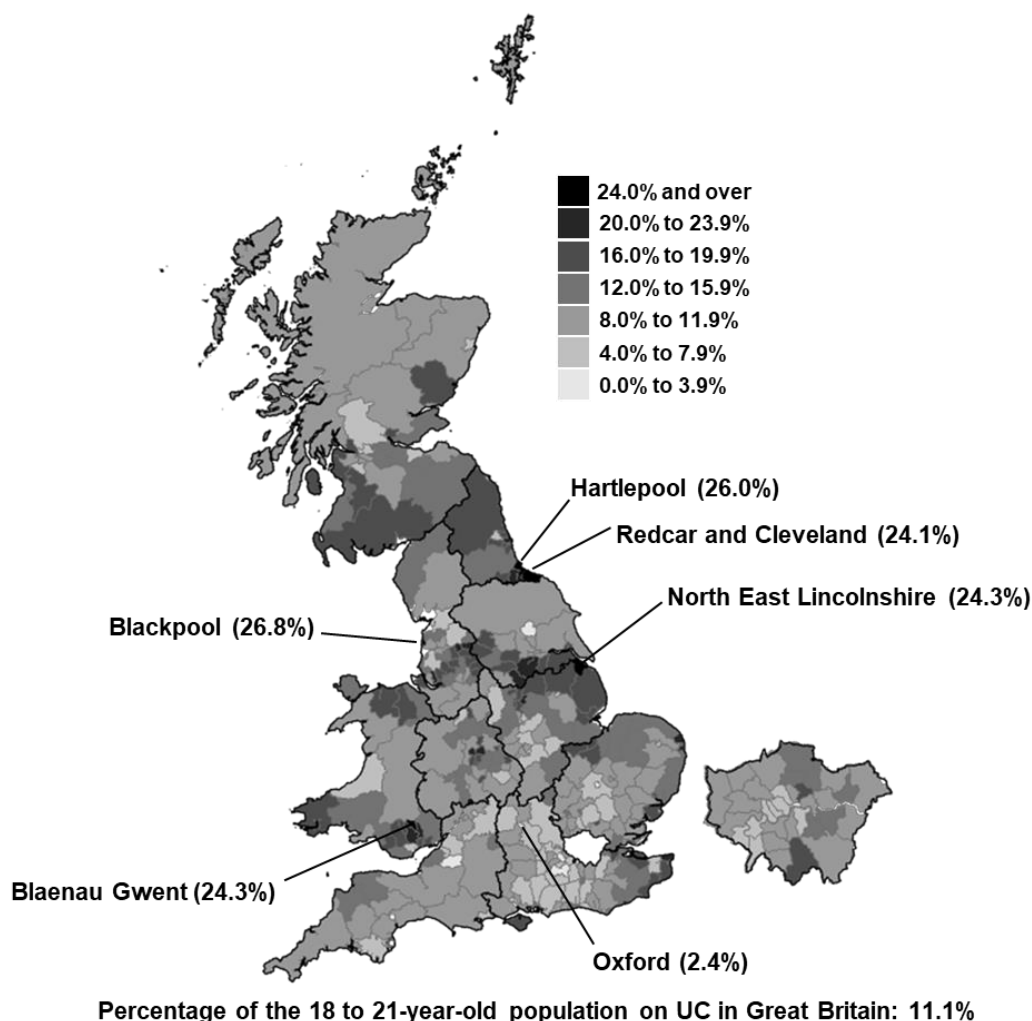 24.0% and over
20.0% to 23.9%
16.0% to 19.9%
12.0% to 15.9%
8.0% to 11.9%
4.0% to 7.9%
0.0% to 3.9%
Hartlepool (26.0%)
Redcar and Cleveland (24.1%)
North East Lincolnshire (24.3%)
Blackpool (26.8%)
Blaenau Gwent (24.3%)
Oxford (2.4%)
Percentage of the 18 to 21-year-old population on UC in Great Britain: 11.1%